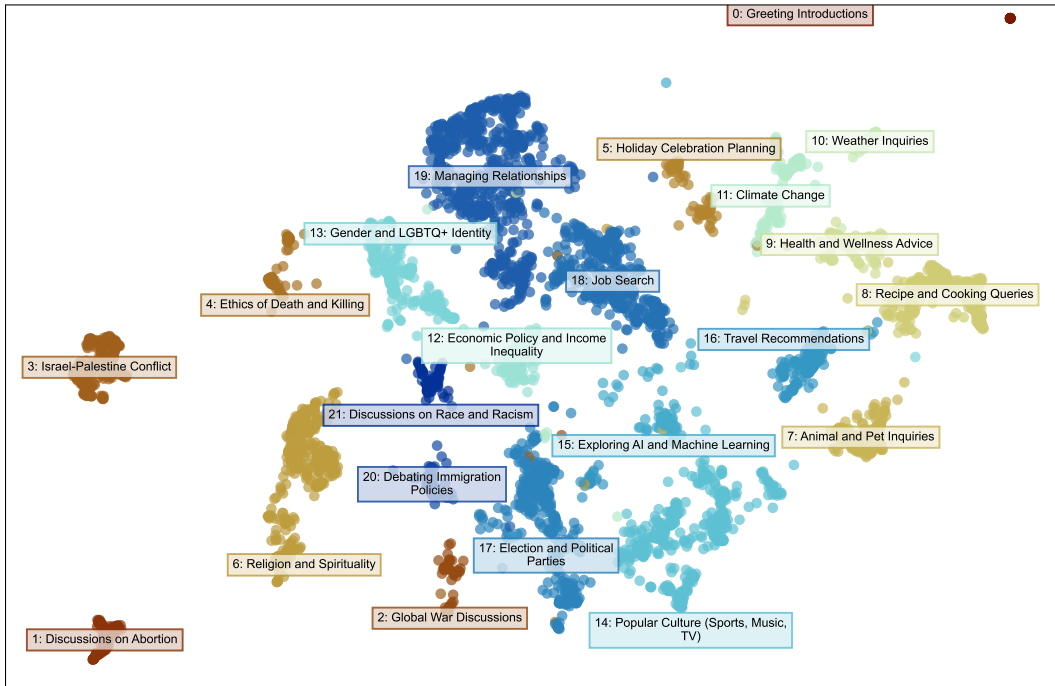 0: Greeting Introductions
10: Weather Inquiries
5: Holiday Celebration Planning
19: Managing Relationships
11: Climate Change
13: Gender and LGBTQ+ Identity
9: Health and Wellness Advice
18: Job Search
8: Recipe and Cooking Queries
4: Ethics of Death and Killing
12: Economic Policy and Income
Inequality
16: Travel Recommendations
3: Israel-Palestine Conflict
21: Discussions on Race and Racism
7: Animal and Pet Inquiries
15: Exploring AI and Machine Learning
20: Debating Immigration
Policies
17: Election and Political
Parties
6: Religion and Spirituality
2: Global War Discussions
14: Popular Culture (Sports, Music,
TV)
1: Discussions on Abortion